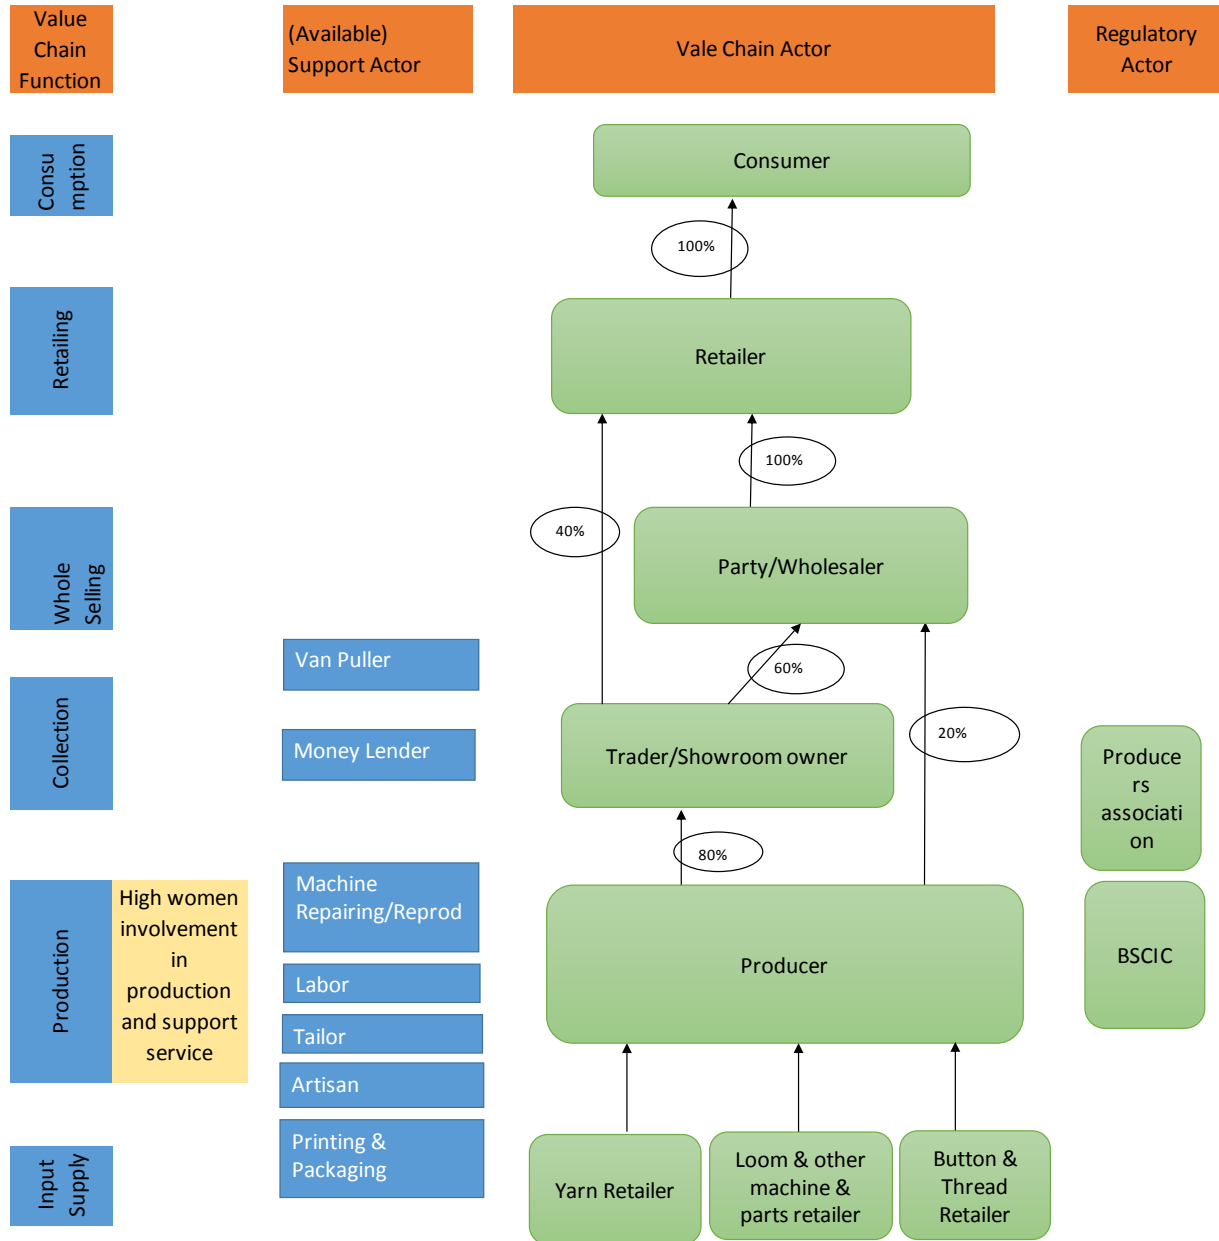 Value
Chain
Function
(Available)
Support Actor
Vale Chain Actor
Regulatory
Actor
Consu
mption
Consumer
100%
Retailing
Retailer
100%
40%
Whole
Selling
Party/Wholesaler
Van Puller
60%
Collection
Money Lender
Trader/Showroom owner
20%
Produce
rs
associati
on
80%
Production
High women
involvement
in
production
and support
service
Machine
Repairing/Reprod
Labor
Tailor
Artisan
Producer
BSCIC
Input
Supply
Printing &
Packaging
Yarn Retailer
Loom & other
machine &
parts retailer
Button &
Thread
Retailer